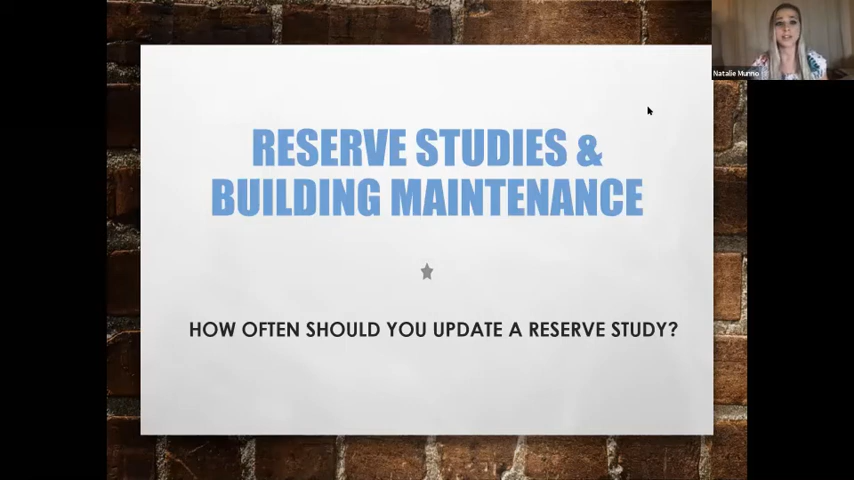 RESERVE STUDIES &
BUILDING MAINTENANCE
HOW OFTEN SHOULD YOU UPDATE A RESERVE STUDY?
Natalie Munno